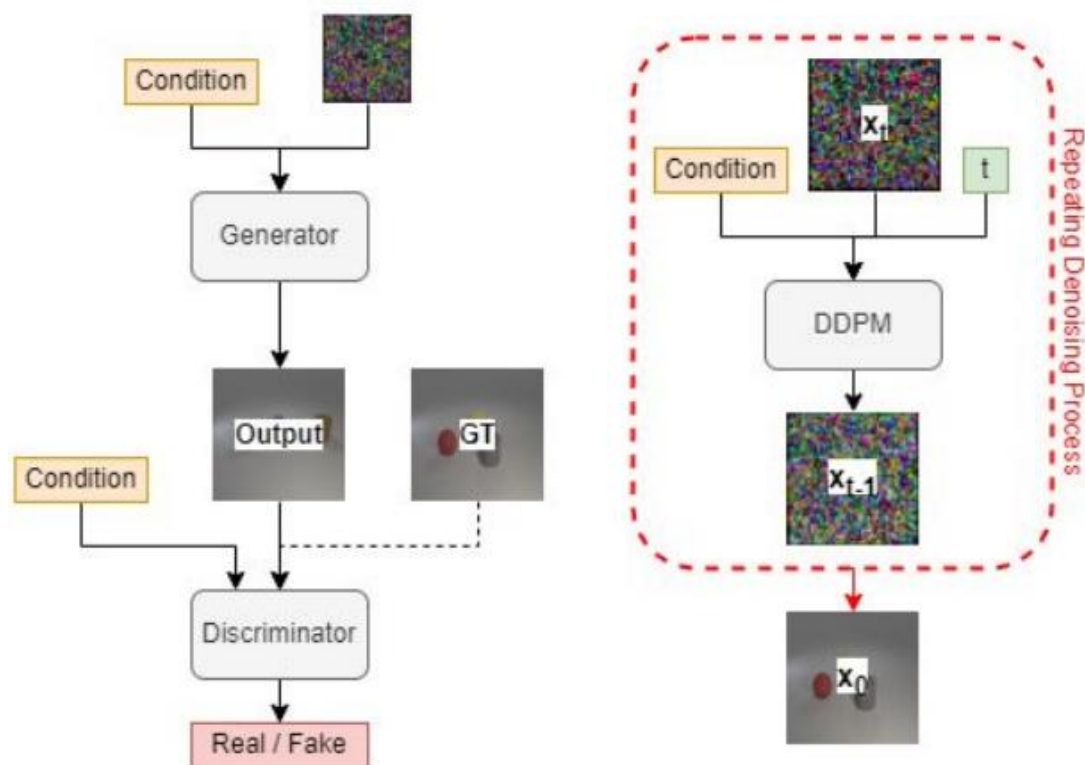 Condition
Generator
Output
GT
Condition
Discriminator
Real / Fake
xt
Condition
t
DDPM
xt-1
x0
Repeating Denoising Process